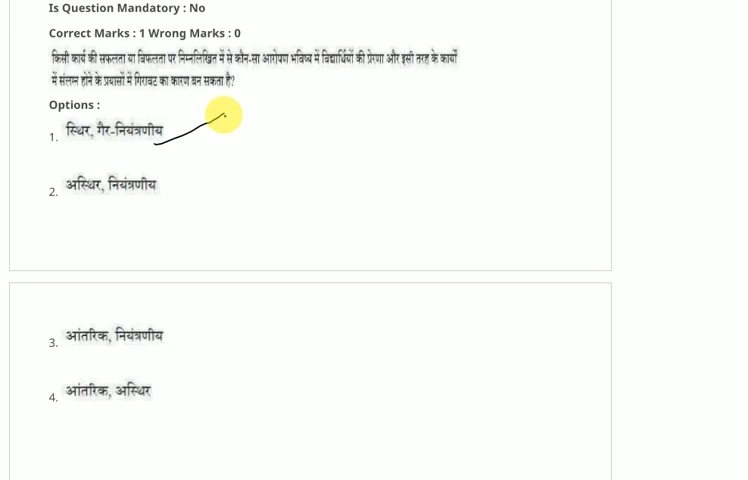 Is Question Mandatory : No
Correct Marks : 1 Wrong Marks : 0
किसी कार्य की सफलता या विफलता पर निम्नलिखित में से कौन-सा आरोपण भविष्य में विद्यार्थियों की प्रेरणा और इसी तरह के कार्यों
में संलग्न होने के प्रयासों में गिरावट का कारण बन सकता है?
Options :
1. स्थिर, गैर-नियंत्रणीय
2. अस्थिर, नियंत्रणीय
3. आंतरिक, नियंत्रणीय
4. आंतरिक, अस्थिर